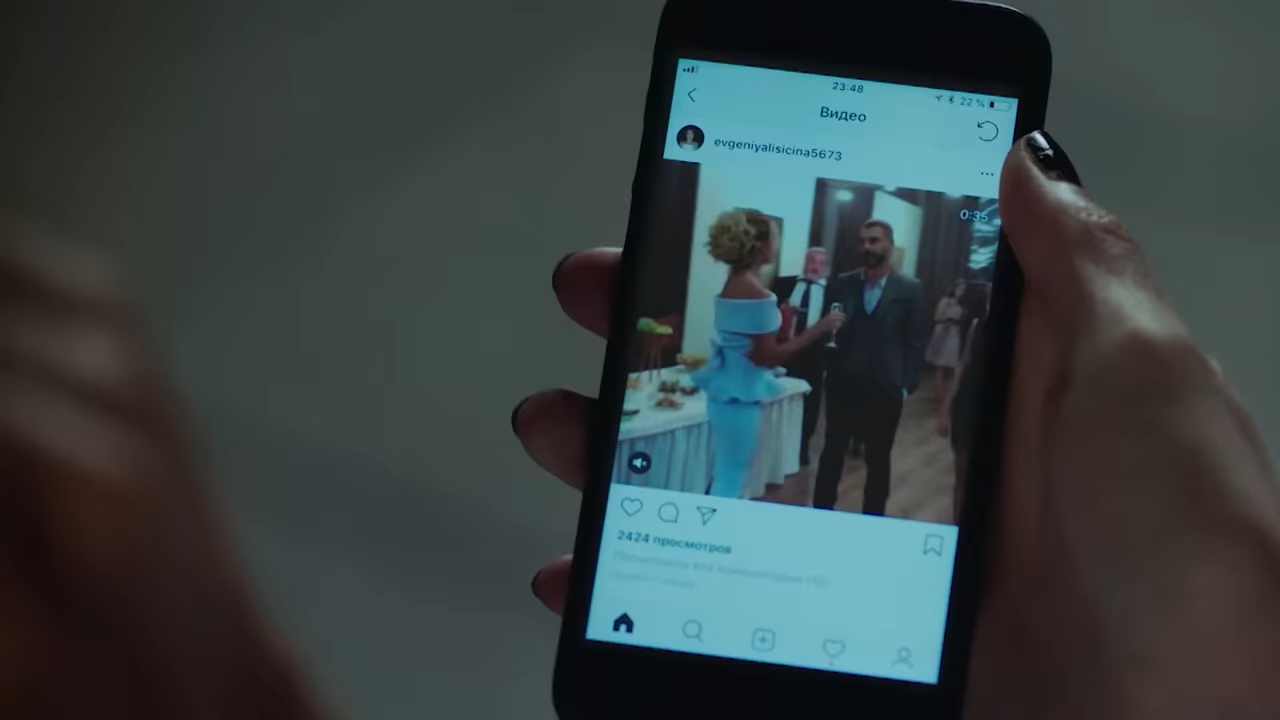 23:48
22 %
Видео
evgeniyalisicina5673
0:35
2424 просмотров